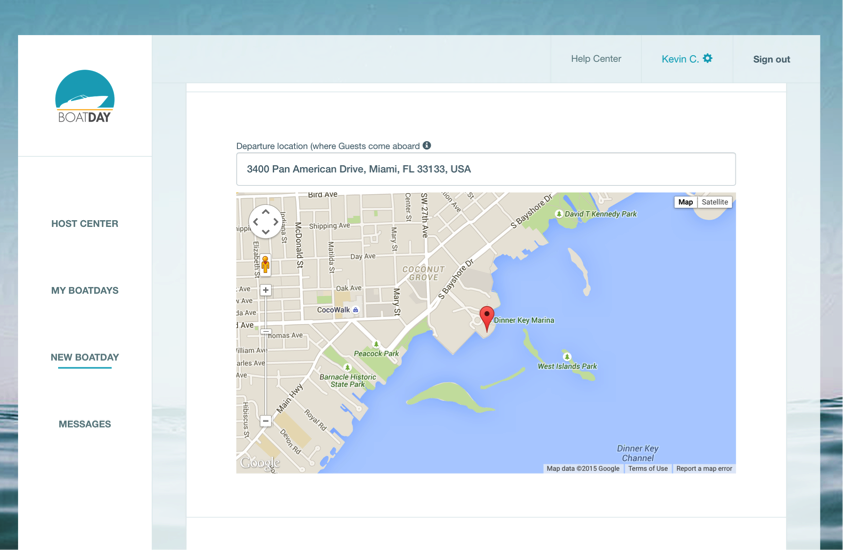 Help Center
Kevin C.
Sign out
BOATDAY
HOST CENTER
MY BOATDAYS
NEW BOATDAY
MESSAGES
Departure location (where Guests come aboard
3400 Pan American Drive, Miami, FL 33133, USA
Map
Satellite
Bird Ave
Center St
SW 27th Ave
S Bayshore Dr
David T Kennedy Park
McDonald St
Shipping Ave
Mary St
Elizabeth St
Matilda St
Day Ave
COCONUT
GROVE
S Bayshore Dr
Oak Ave
Mary St
CocoWalk
Dinner Key Marina
Thomas Ave
Peacock Park
West Islands Park
Barnacle Historic
State Park
Main Hwy
Royal Rd
Hibiscus St
Devon Rd
Dinner Key
Channel
Google
Map data ©2015 Google
Terms of Use
Report a map error